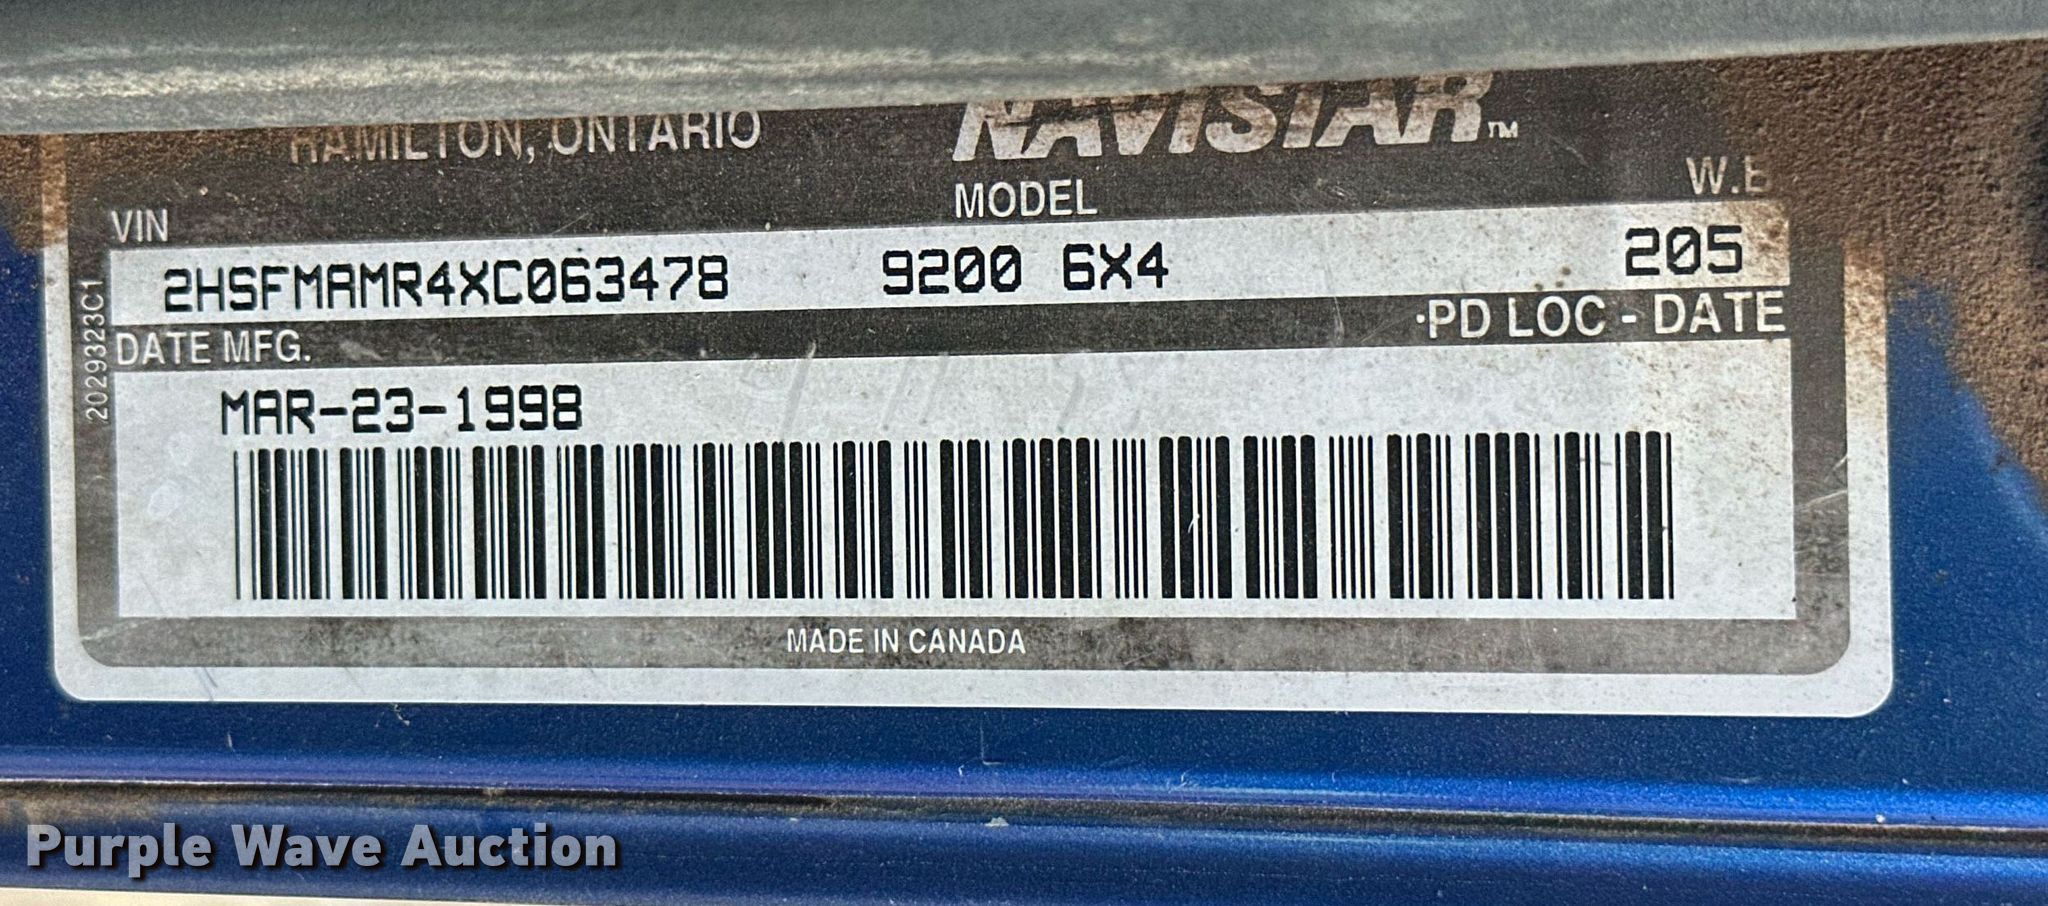 HAMILTON, ONTARIO
NAVISTAR™
VIN
MODEL
W.B
2HSFMAMR4XC063478
9200 6X4
205
DATE MFG.
PD LOC - DATE
MAR-23-1998
2029323C1
MADE IN CANADA
Purple Wave Auction